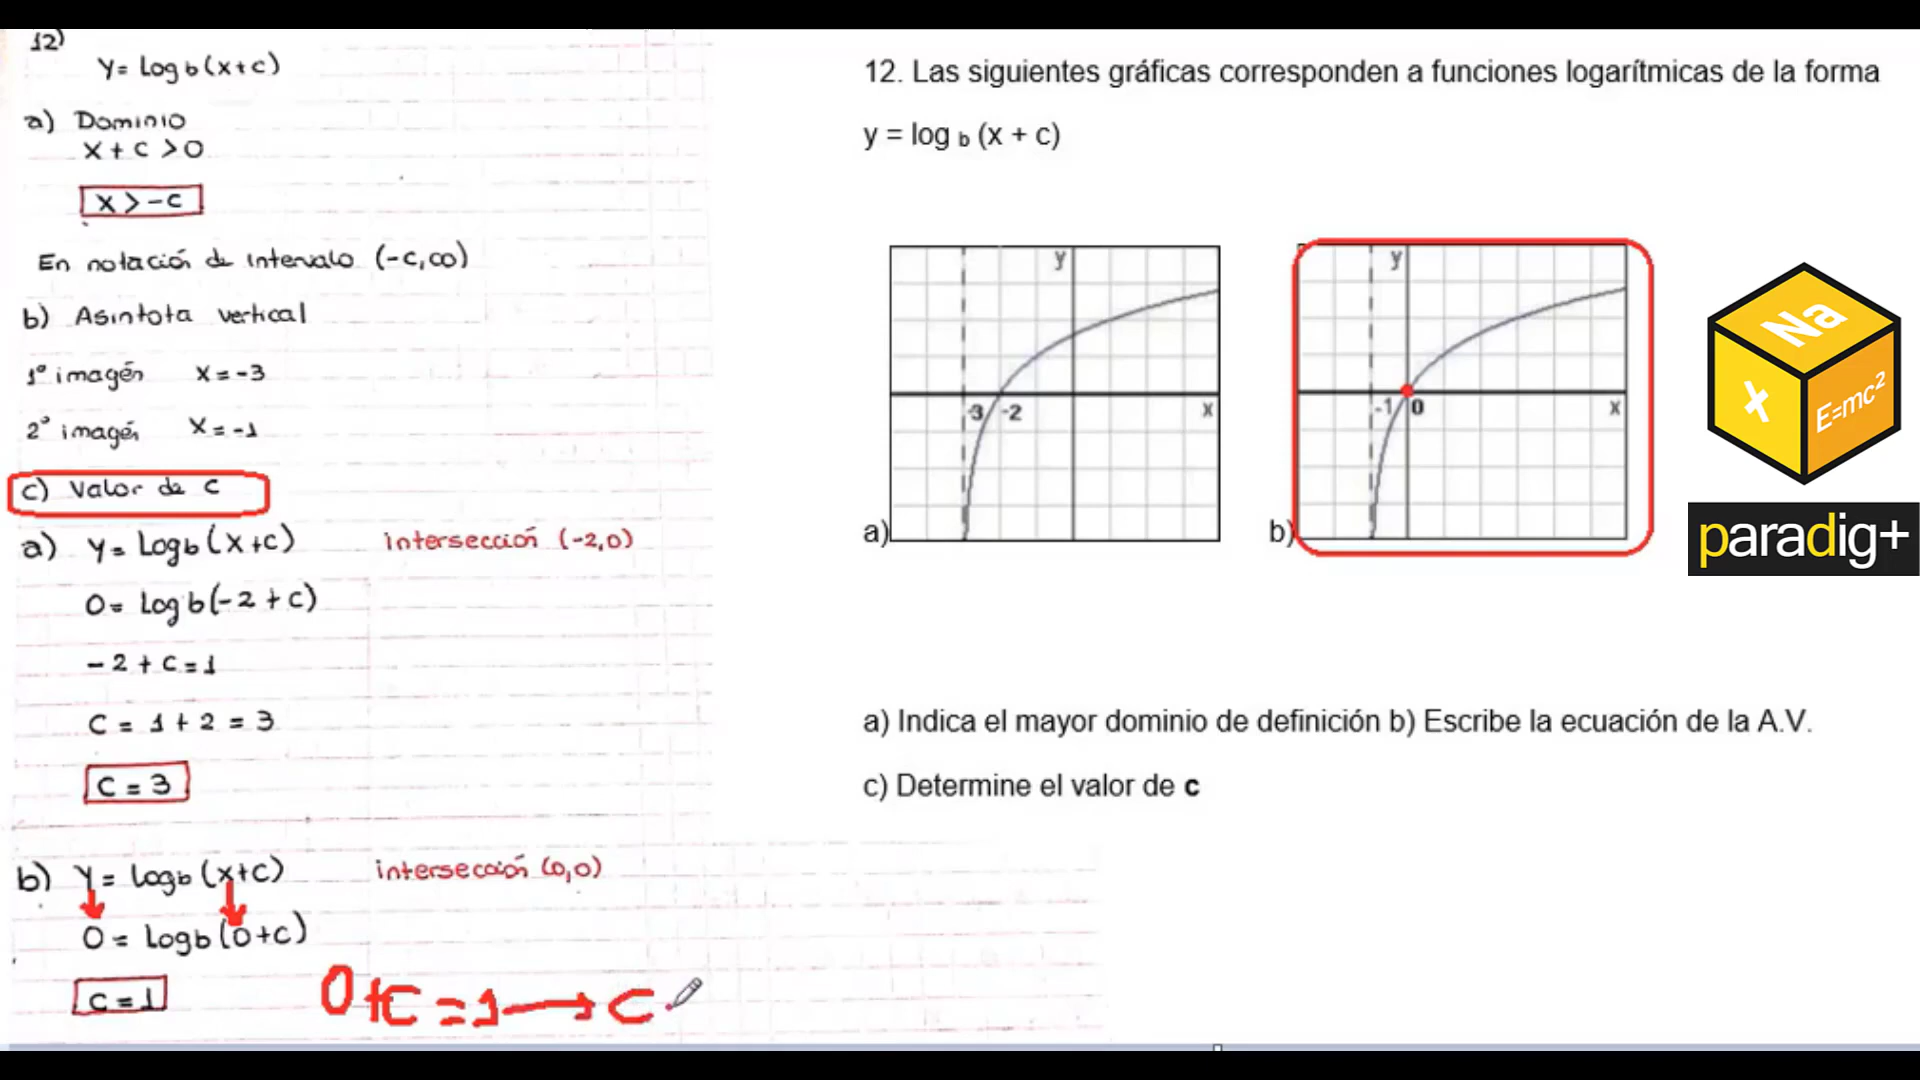 12)
y = log b (x + c)
a) Dominio
x + c > 0
x > -c
En notación de intervalo (-c, ∞)
b) Asintota vertical
1° imagén x = -3
2° imagén x = -1
c) Valor de c
a) y = log b (x+c) intersección (-2,0)
0 = log b (-2 + c)
-2 + c = 1
c = 1 + 2 = 3
c = 3
b) y = log b (x+c) intersección (0,0)
0 = log b (0+c)
c = 1
0+c = 1 → c
12. Las siguientes gráficas corresponden a funciones logarítmicas de la forma
y = log b (x + c)
y
-3 -2 x
a)
y
-1 0 x
b)
a) Indica el mayor dominio de definición b) Escribe la ecuación de la A.V.
c) Determine el valor de c
Na
x
E=mc²
paradig+